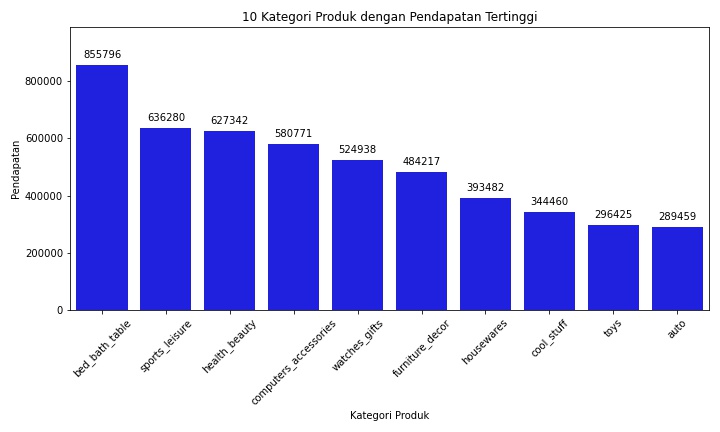 10 Kategori Produk dengan Pendapatan Tertinggi
855796
636280
627342
580771
524938
484217
393482
344460
296425
289459
Pendapatan
800000
600000
400000
200000
0
bed_bath_table
sports_leisure
health_beauty
computers_accessories
watches_gifts
furniture_decor
housewares
cool_stuff
toys
auto
Kategori Produk